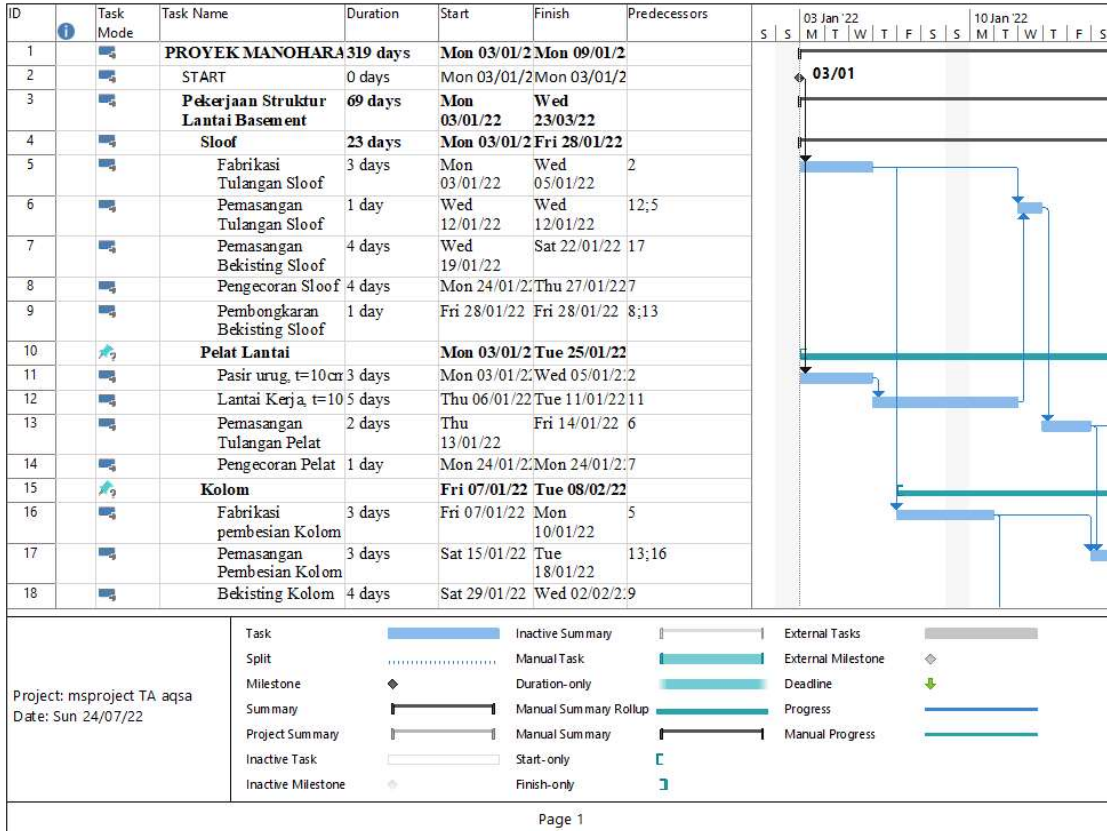 ID Task Mode Task Name Duration Start Finish Predecessors
03 Jan '22 10 Jan '22
S S M T W T F S S M T W T F S
1 PROYEK MANOHARA 319 days Mon 03/01/2 Mon 09/01/2
2 START 0 days Mon 03/01/2 Mon 03/01/2
03/01
3 Pekerjaan Struktur Lantai Basement 69 days Mon 03/01/22 Wed 23/03/22
4 Sloof 23 days Mon 03/01/2 Fri 28/01/22
5 Fabrikasi Tulangan Sloof 3 days Mon 03/01/22 Wed 05/01/22 2
6 Pemasangan Tulangan Sloof 1 day Wed 12/01/22 Wed 12/01/22 12;5
7 Pemasangan Bekisting Sloof 4 days Wed 19/01/22 Sat 22/01/22 17
8 Pengecoran Sloof 4 days Mon 24/01/2 Thu 27/01/22 7
9 Pembongkaran Bekisting Sloof 1 day Fri 28/01/22 Fri 28/01/22 8;13
10 Pelat Lantai Mon 03/01/2 Tue 25/01/22
11 Pasir urug, t=10cm 3 days Mon 03/01/2 Wed 05/01/2 2
12 Lantai Kerja, t=10 5 days Thu 06/01/22 Tue 11/01/22 11
13 Pemasangan Tulangan Pelat 2 days Thu 13/01/22 Fri 14/01/22 6
14 Pengecoran Pelat 1 day Mon 24/01/2 Mon 24/01/2 7
15 Kolom Fri 07/01/22 Tue 08/02/22
16 Fabrikasi pembesian Kolom 3 days Fri 07/01/22 Mon 10/01/22 5
17 Pemasangan Pembesian Kolom 3 days Sat 15/01/22 Tue 18/01/22 13;16
18 Bekisting Kolom 4 days Sat 29/01/22 Wed 02/02/2 9
Project: msproject TA aqsa
Date: Sun 24/07/22
Task Inactive Summary External Tasks
Split Manual Task External Milestone
Milestone Duration-only Deadline
Summary Manual Summary Rollup Progress
Project Summary Manual Summary Manual Progress
Inactive Task Start-only
Inactive Milestone Finish-only
Page 1